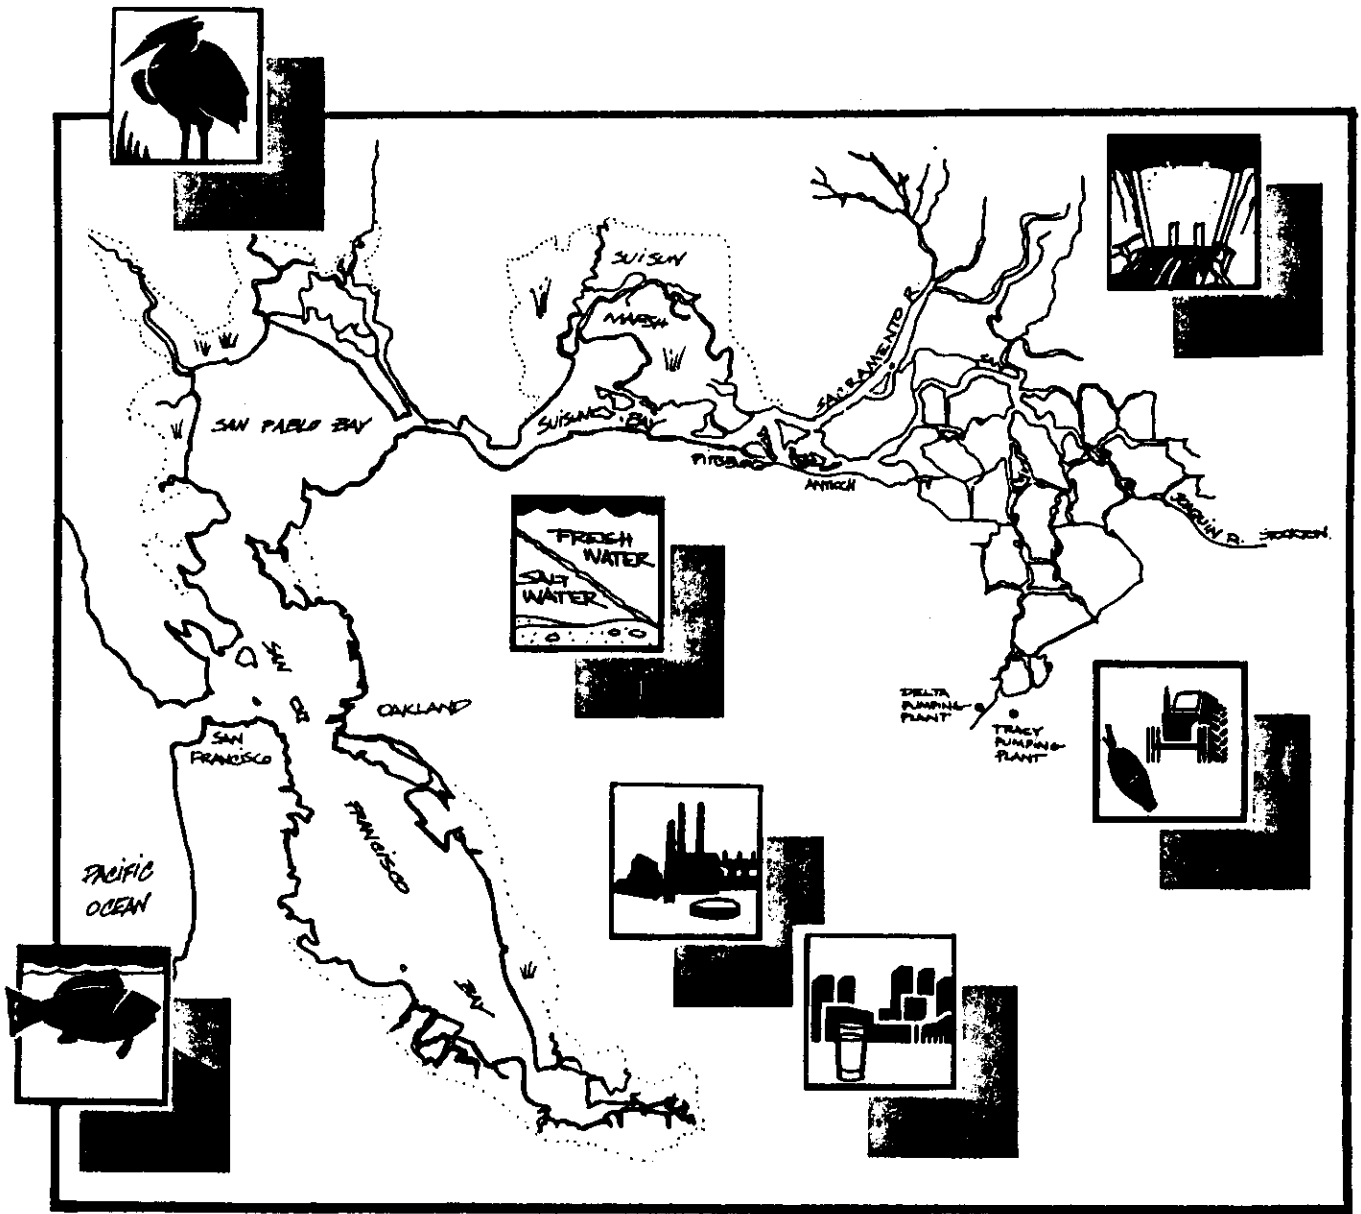 SUISUN
MARSH
SACRAMENTO R.
SAN PABLO BAY
SUISUN
BAY
PITTSBURG
ANTIOCH
SAN
JOAQUIN R.
STOCKTON
FRESH
WATER
SALT
WATER
SAN
FRANCISCO
BAY
OAKLAND
SAN
FRANCISCO
DELTA
PUMPING
PLANT
TRACY
PUMPING
PLANT
PACIFIC
OCEAN